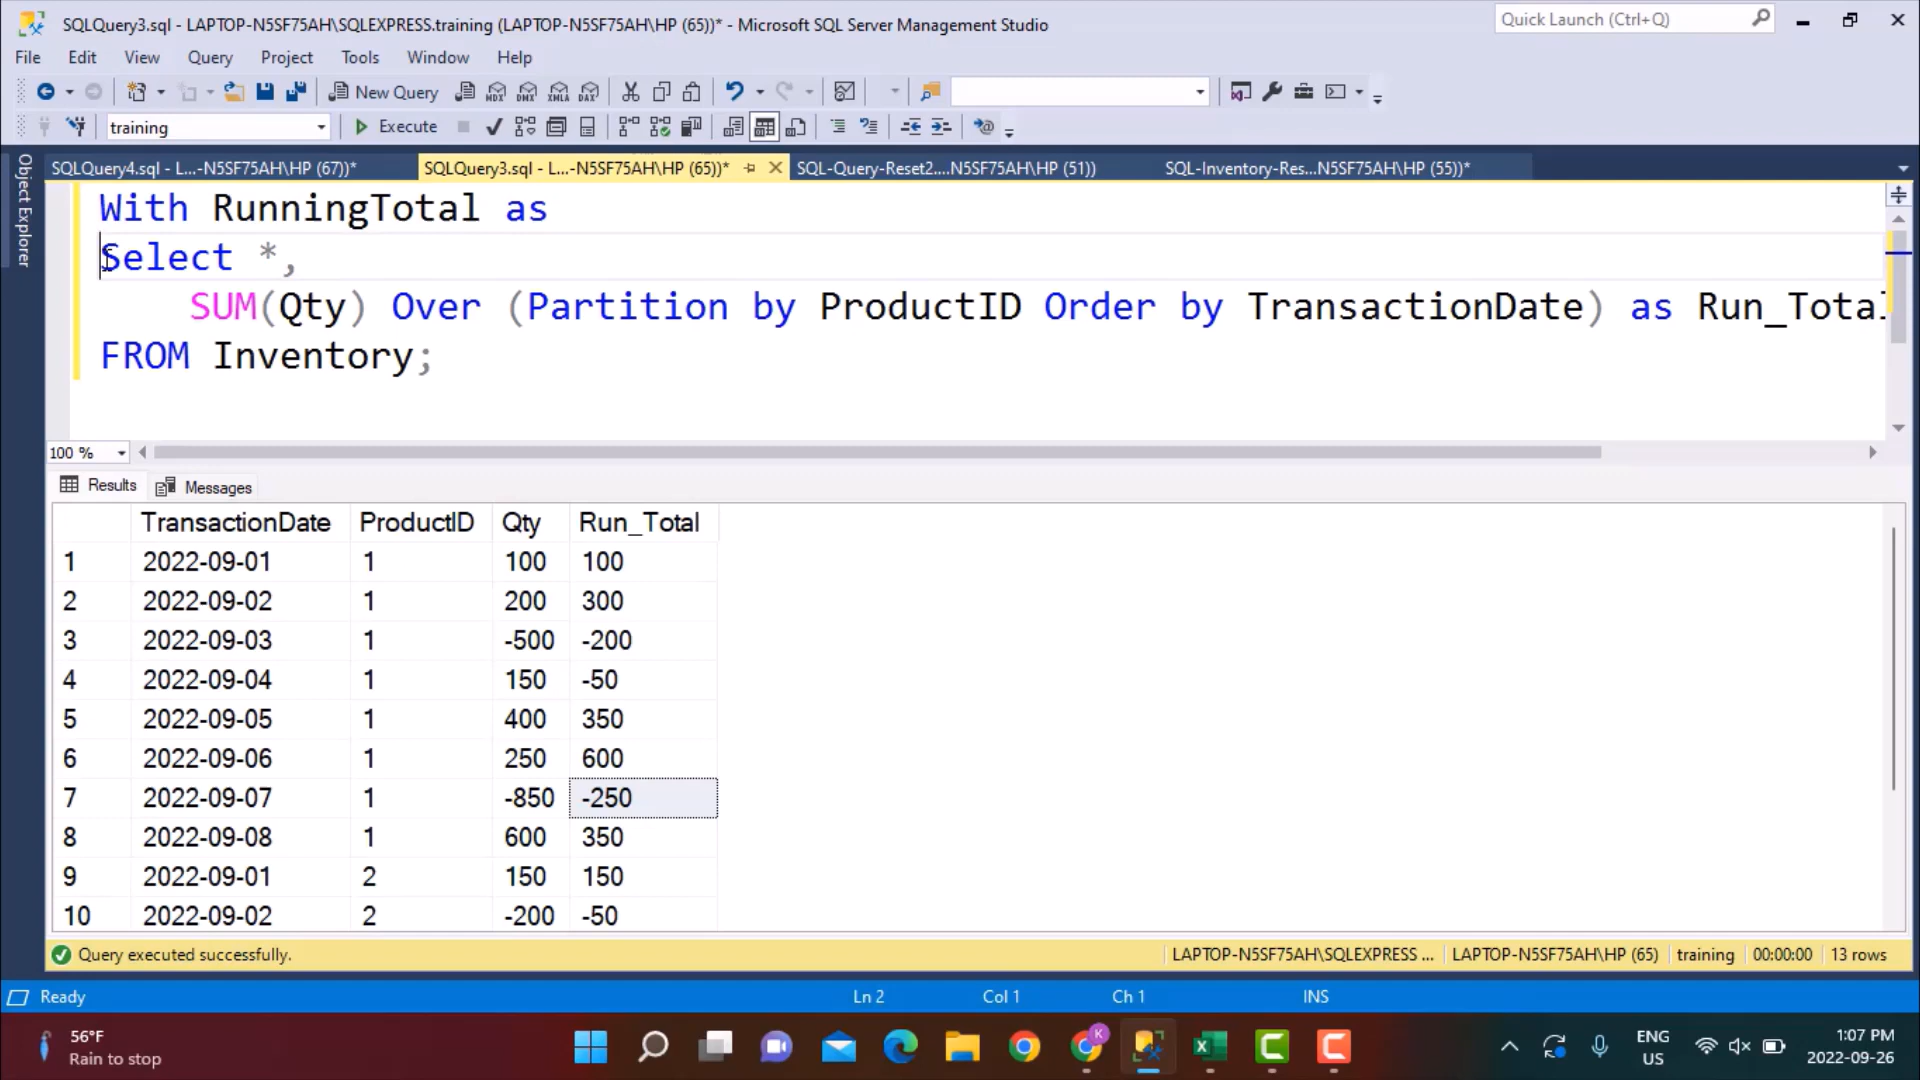 SQLQuery3.sql - LAPTOP-N5SF75AH\SQLEXPRESS.training (LAPTOP-N5SF75AH\HP (65))* - Microsoft SQL Server Management Studio
Quick Launch (Ctrl+Q)
File Edit View Query Project Tools Window Help
New Query
MDX DMX XMLA DAX
training Execute
SQLQuery4.sql - L...-N5SF75AH\HP (67))* SQLQuery3.sql - L...-N5SF75AH\HP (65))* SQL-Query-Reset2....N5SF75AH\HP (51)) SQL-Inventory-Res...N5SF75AH\HP (55))*
Object Explorer
With RunningTotal as
Select *,
SUM(Qty) Over (Partition by ProductID Order by TransactionDate) as Run_Total
FROM Inventory;
100 %
Results Messages
TransactionDate ProductID Qty Run_Total
1 2022-09-01 1 100 100
2 2022-09-02 1 200 300
3 2022-09-03 1 -500 -200
4 2022-09-04 1 150 -50
5 2022-09-05 1 400 350
6 2022-09-06 1 250 600
7 2022-09-07 1 -850 -250
8 2022-09-08 1 600 350
9 2022-09-01 2 150 150
10 2022-09-02 2 -200 -50
Query executed successfully. LAPTOP-N5SF75AH\SQLEXPRESS ... LAPTOP-N5SF75AH\HP (65) training 00:00:00 13 rows
Ready Ln 2 Col 1 Ch 1 INS
56°F
Rain to stop
K
X
C
C
ENG
US
1:07 PM
2022-09-26